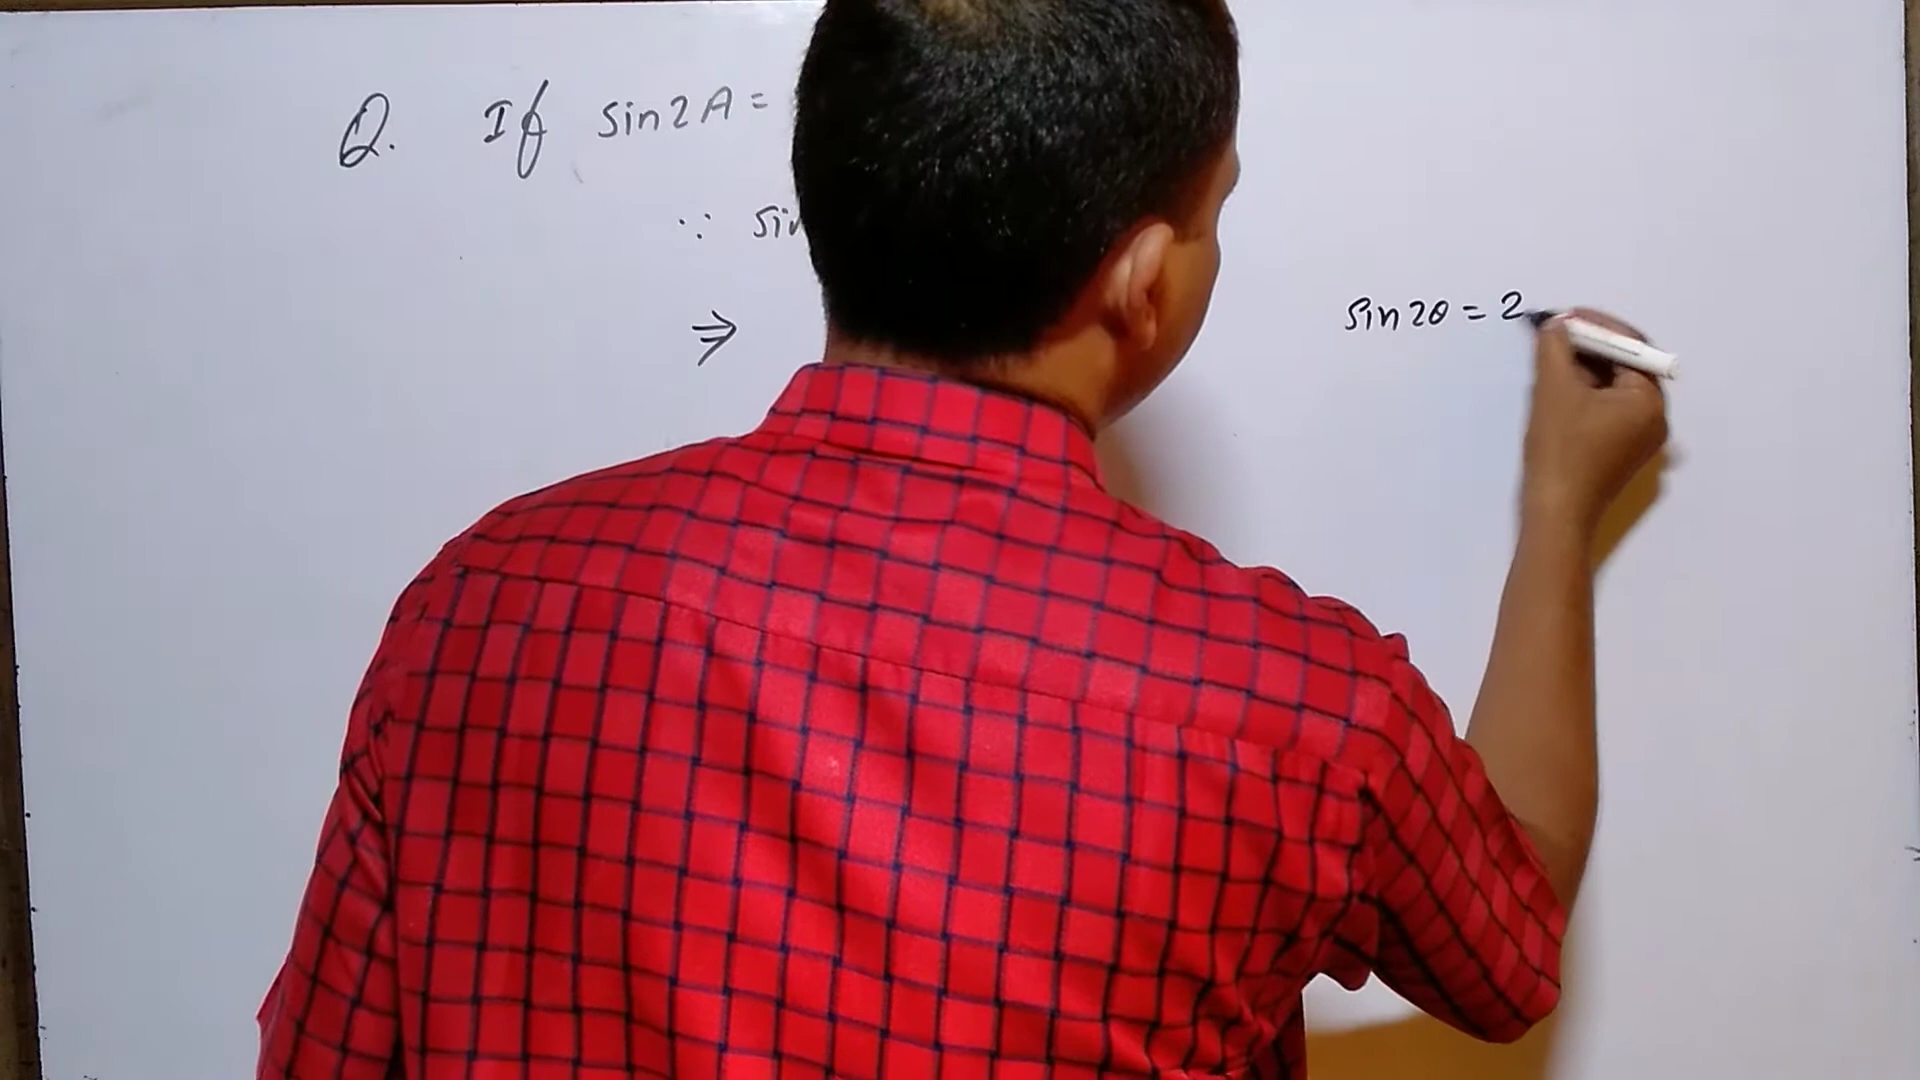 Q. If sin2A =
∵ sin
⇒
sin2θ = 2